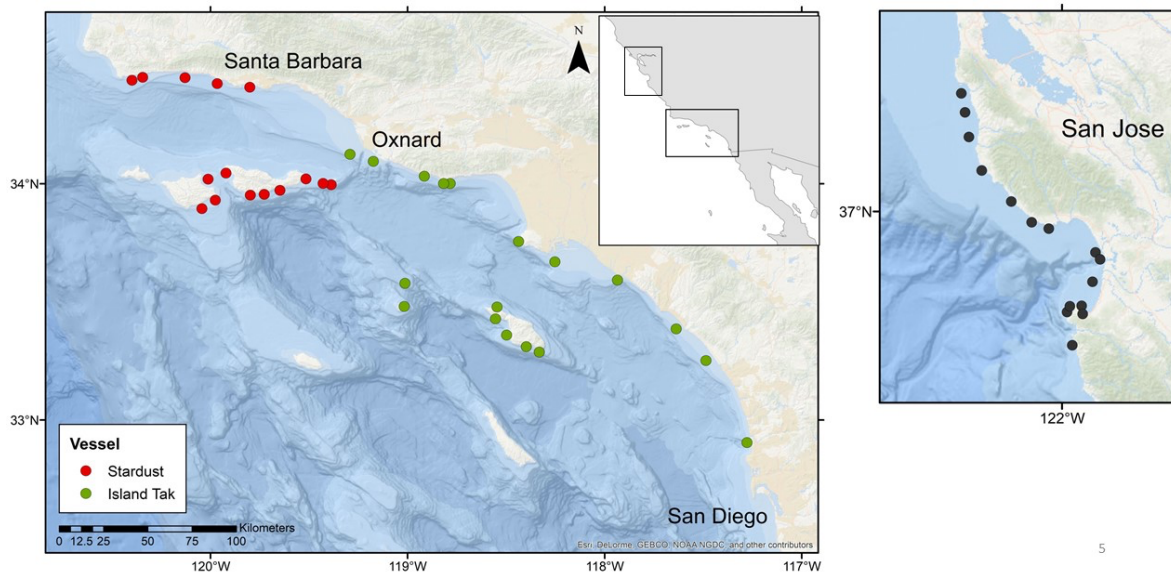 Santa Barbara
N
Oxnard
San Jose
34°N
37°N
33°N
Vessel
Stardust
Island Tak
Kilometers
0 12.5 25 50 75 100
San Diego
Esri, DeLorme, GEBCO, NOAA NGDC, and other contributors
120°W
119°W
118°W
117°W
122°W
5